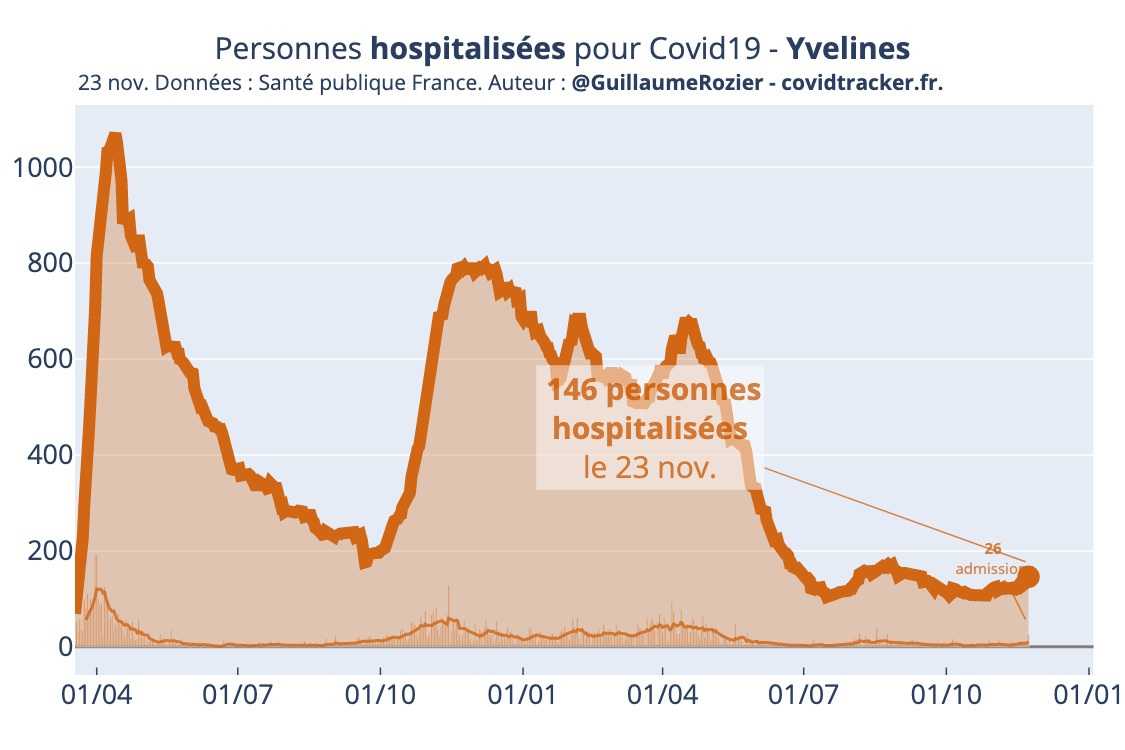 Personnes hospitalisées pour Covid19 - Yvelines
23 nov. Données : Santé publique France. Auteur : @GuillaumeRozier - covidtracker.fr.
1000
800
600
400
200
0
146 personnes
hospitalisées
le 23 nov.
26
01/04 01/07 01/10 01/01 01/04 01/07 01/10 01/01